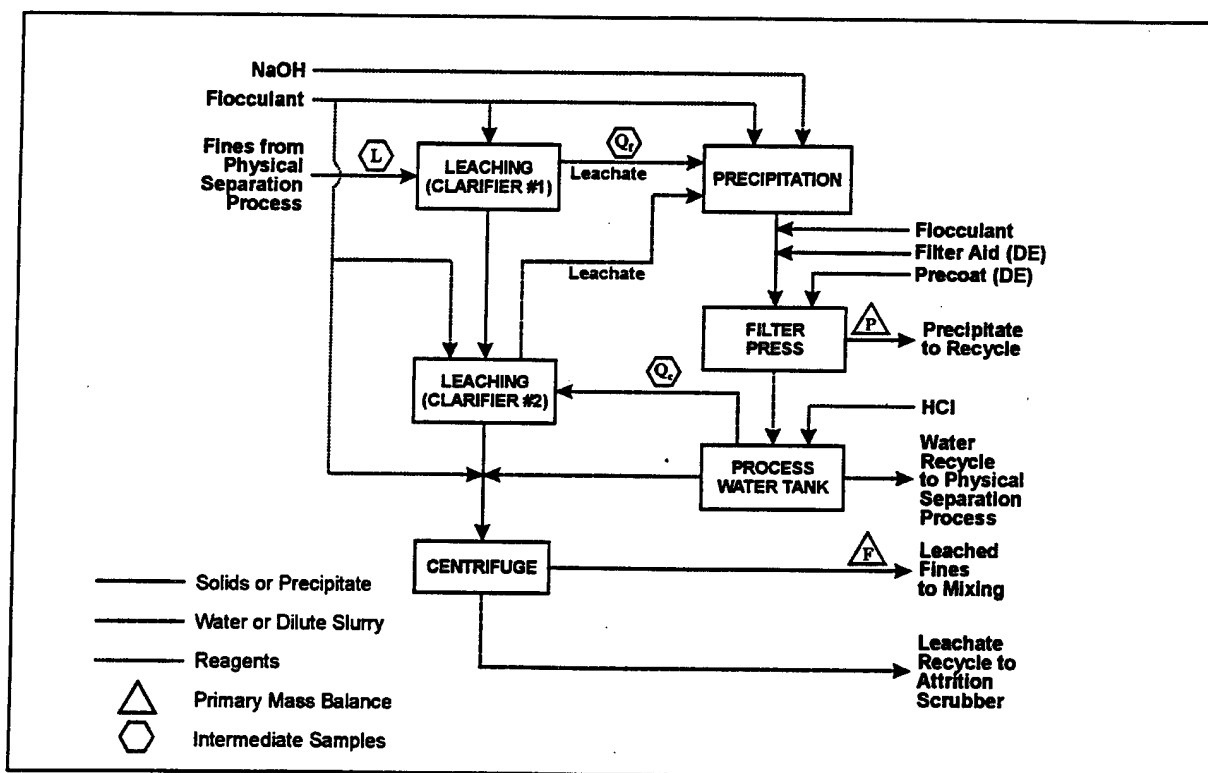 NaOH
Flocculant
Fines from
Physical
Separation
Process
L
LEACHING
(CLARIFIER #1)
Qf
Leachate
PRECIPITATION
Flocculant
Filter Aid (DE)
Precoat (DE)
Leachate
FILTER
PRESS
P
Precipitate
to Recycle
LEACHING
(CLARIFIER #2)
Qc
HCl
PROCESS
WATER TANK
Water
Recycle
to Physical
Separation
Process
CENTRIFUGE
F
Leached
Fines
to Mixing
Leachate
Recycle to
Attrition
Scrubber
Solids or Precipitate
Water or Dilute Slurry
Reagents
Primary Mass Balance
Intermediate Samples